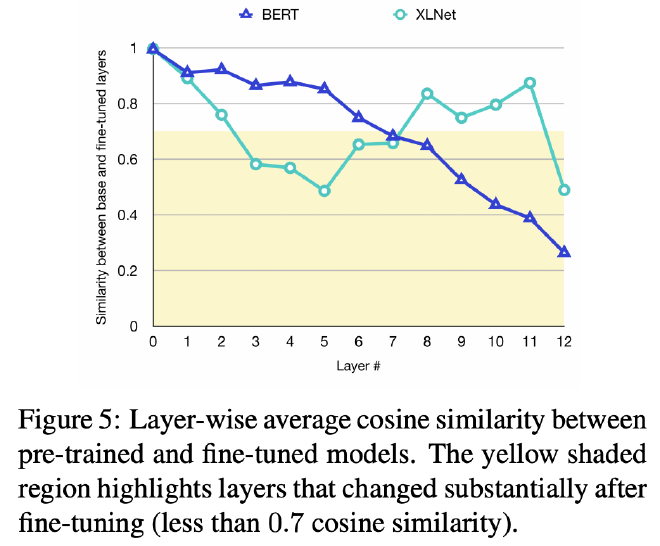 BERT
XLNet
Similarity between base and fine-tuned layers
1
0.8
0.6
0.4
0.2
0
0 1 2 3 4 5 6 7 8 9 10 11 12
Layer #
Figure 5: Layer-wise average cosine similarity between
pre-trained and fine-tuned models. The yellow shaded
region highlights layers that changed substantially after
fine-tuning (less than 0.7 cosine similarity).